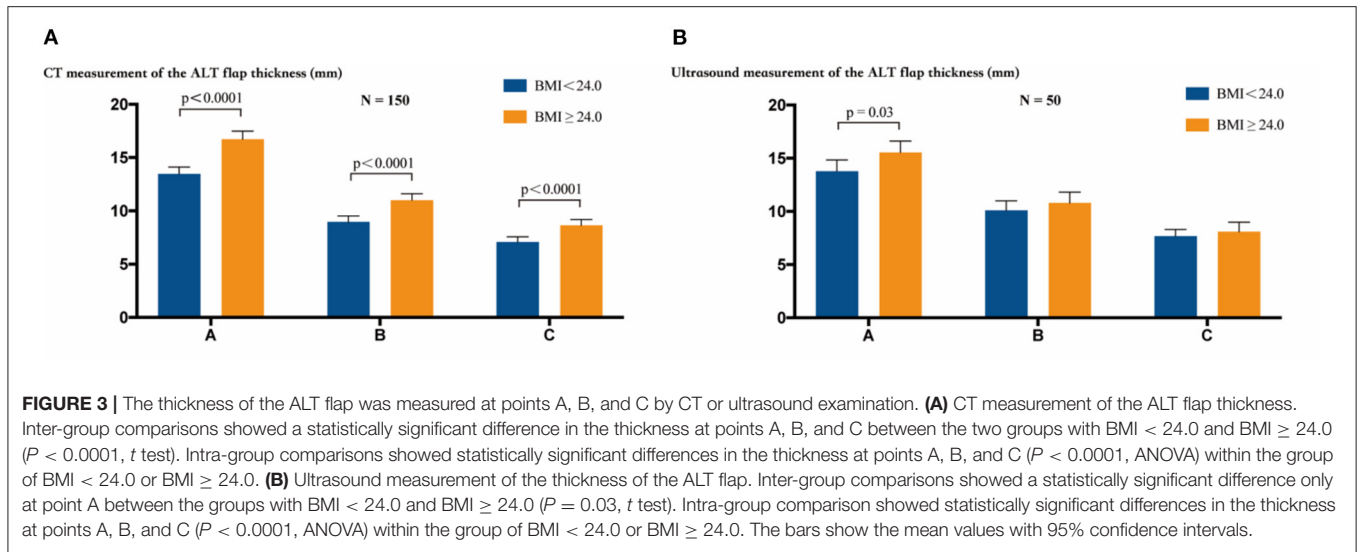 A
CT measurement of the ALT flap thickness (mm)
N = 150
BMI<24.0
BMI ≥ 24.0
p<0.0001
p<0.0001
p<0.0001
20
15
10
5
0
A B C
B
Ultrasound measurement of the ALT flap thickness (mm)
N = 50
BMI<24.0
BMI ≥ 24.0
p = 0.03
20
15
10
5
0
A B C
FIGURE 3 | The thickness of the ALT flap was measured at points A, B, and C by CT or ultrasound examination. (A) CT measurement of the ALT flap thickness.
Inter-group comparisons showed a statistically significant difference in the thickness at points A, B, and C between the two groups with BMI < 24.0 and BMI ≥ 24.0
(P < 0.0001, t test). Intra-group comparisons showed statistically significant differences in the thickness at points A, B, and C (P < 0.0001, ANOVA) within the group
of BMI < 24.0 or BMI ≥ 24.0. (B) Ultrasound measurement of the thickness of the ALT flap. Inter-group comparisons showed a statistically significant difference only
at point A between the groups with BMI < 24.0 and BMI ≥ 24.0 (P = 0.03, t test). Intra-group comparison showed statistically significant differences in the thickness
at points A, B, and C (P < 0.0001, ANOVA) within the group of BMI < 24.0 or BMI ≥ 24.0. The bars show the mean values with 95% confidence intervals.